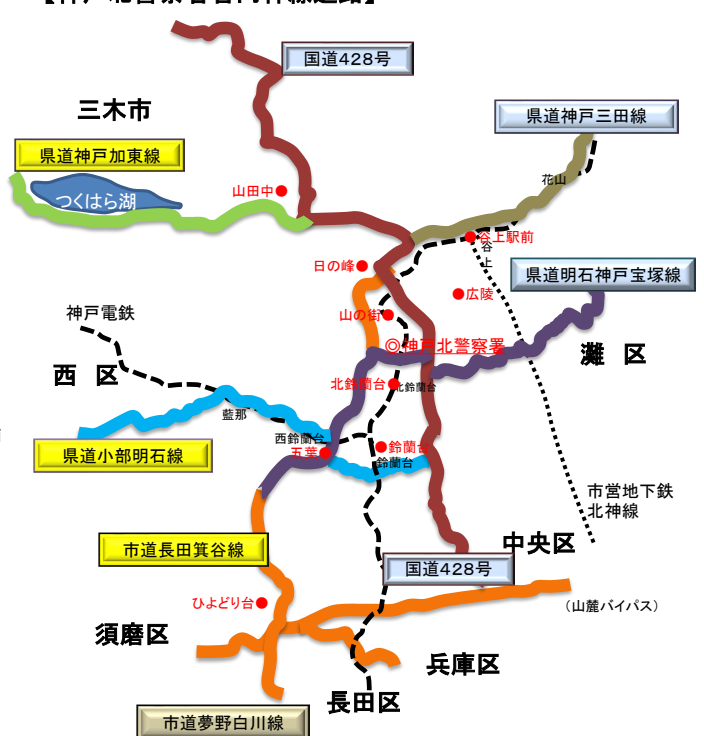 国道428号
三木市
県道神戸三田線
県道神戸加東線
花山
山田中
つくはら湖
谷上駅前
谷上
日の峰
県道明石神戸宝塚線
広陵
神戸電鉄
山の街
◎神戸北警察署
灘 区
西 区
北鈴蘭台
北鈴蘭台
藍那
西鈴蘭台
鈴蘭台
五葉
鈴蘭台
県道小部明石線
市営地下鉄
北神線
市道長田箕谷線
中央区
国道428号
ひよどり台
(山麓バイパス)
須磨区
兵庫区
長田区
市道夢野白川線